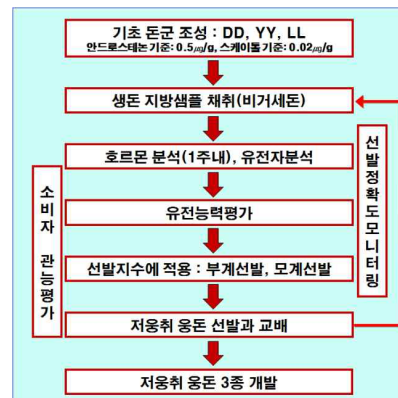 기초 돈군 조성 : DD, YY, LL
안드로스테논 기준 : 0.5㎍/g, 스케이톨 기준 : 0.02㎍/g
생돈 지방샘플 채취(비거세돈)
호르몬 분석(1주내), 유전자분석
유전능력평가
선발지수에 적용 : 부계선발, 모계선발
저웅취 웅돈 선발과 교배
저웅취 웅돈 3종 개발
소비자 관능평가
선발정확도모니터링